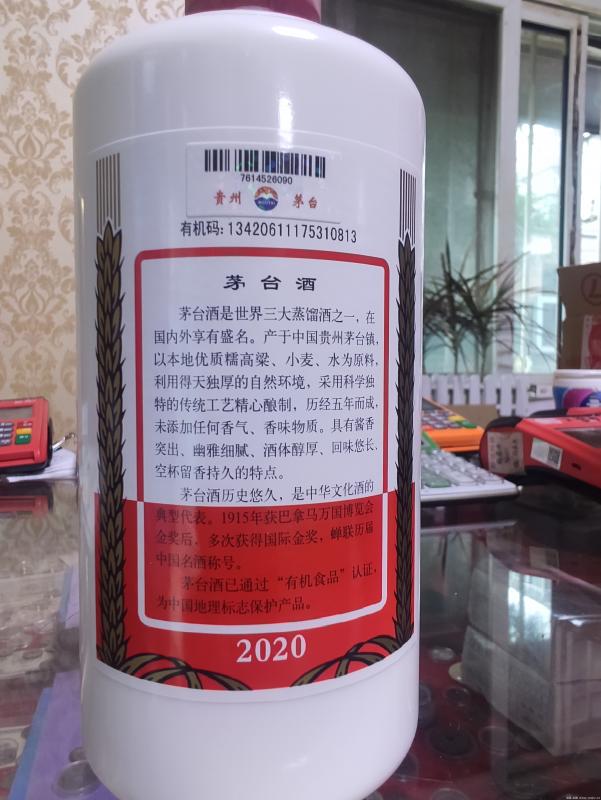 7614526090
贵州 茅台
有机码:13420611175310813
茅台酒
茅台酒是世界三大蒸馏酒之一，在
国内外享有盛名。产于中国贵州茅台镇，
以本地优质糯高粱、小麦、水为原料，
利用得天独厚的自然环境，采用科学独
特的传统工艺精心酿制，历经五年而成，
未添加任何香气、香味物质。具有酱香
突出、幽雅细腻、酒体醇厚、回味悠长、
空杯留香持久的特点。
茅台酒历史悠久，是中华文化酒的
典型代表。1915年获巴拿马万国博览会
金奖后，多次获得国际金奖，蝉联历届
中国名酒称号。
茅台酒已通过“有机食品”认证，
为中国地理标志保护产品。
2020